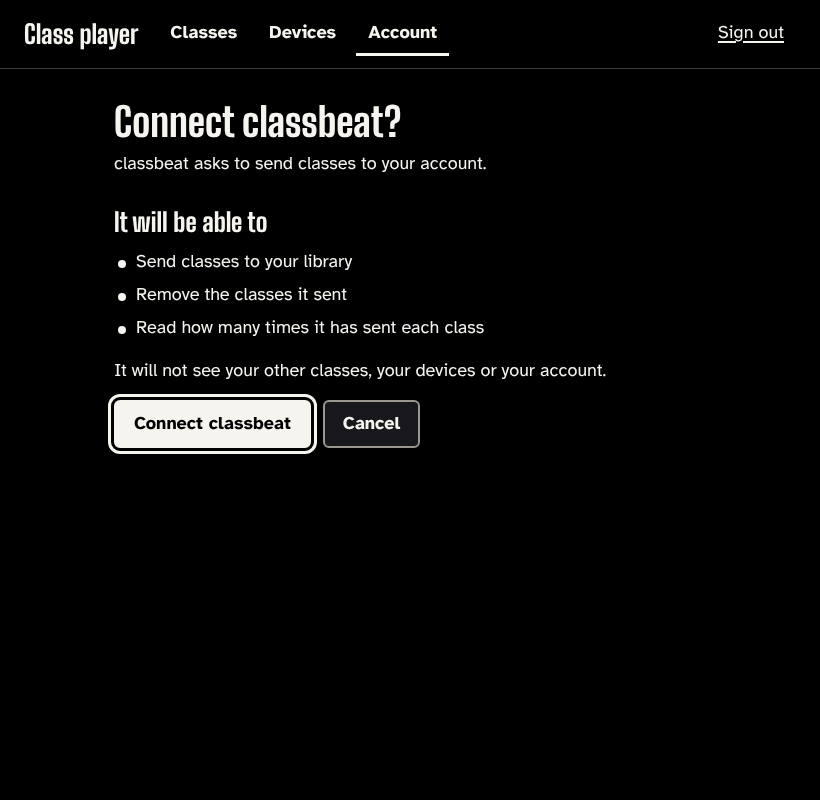 Class player Classes Devices Account Sign out
Connect classbeat?
classbeat asks to send classes to your account.
It will be able to
Send classes to your library
Remove the classes it sent
Read how many times it has sent each class
It will not see your other classes, your devices or your account.
Connect classbeat Cancel